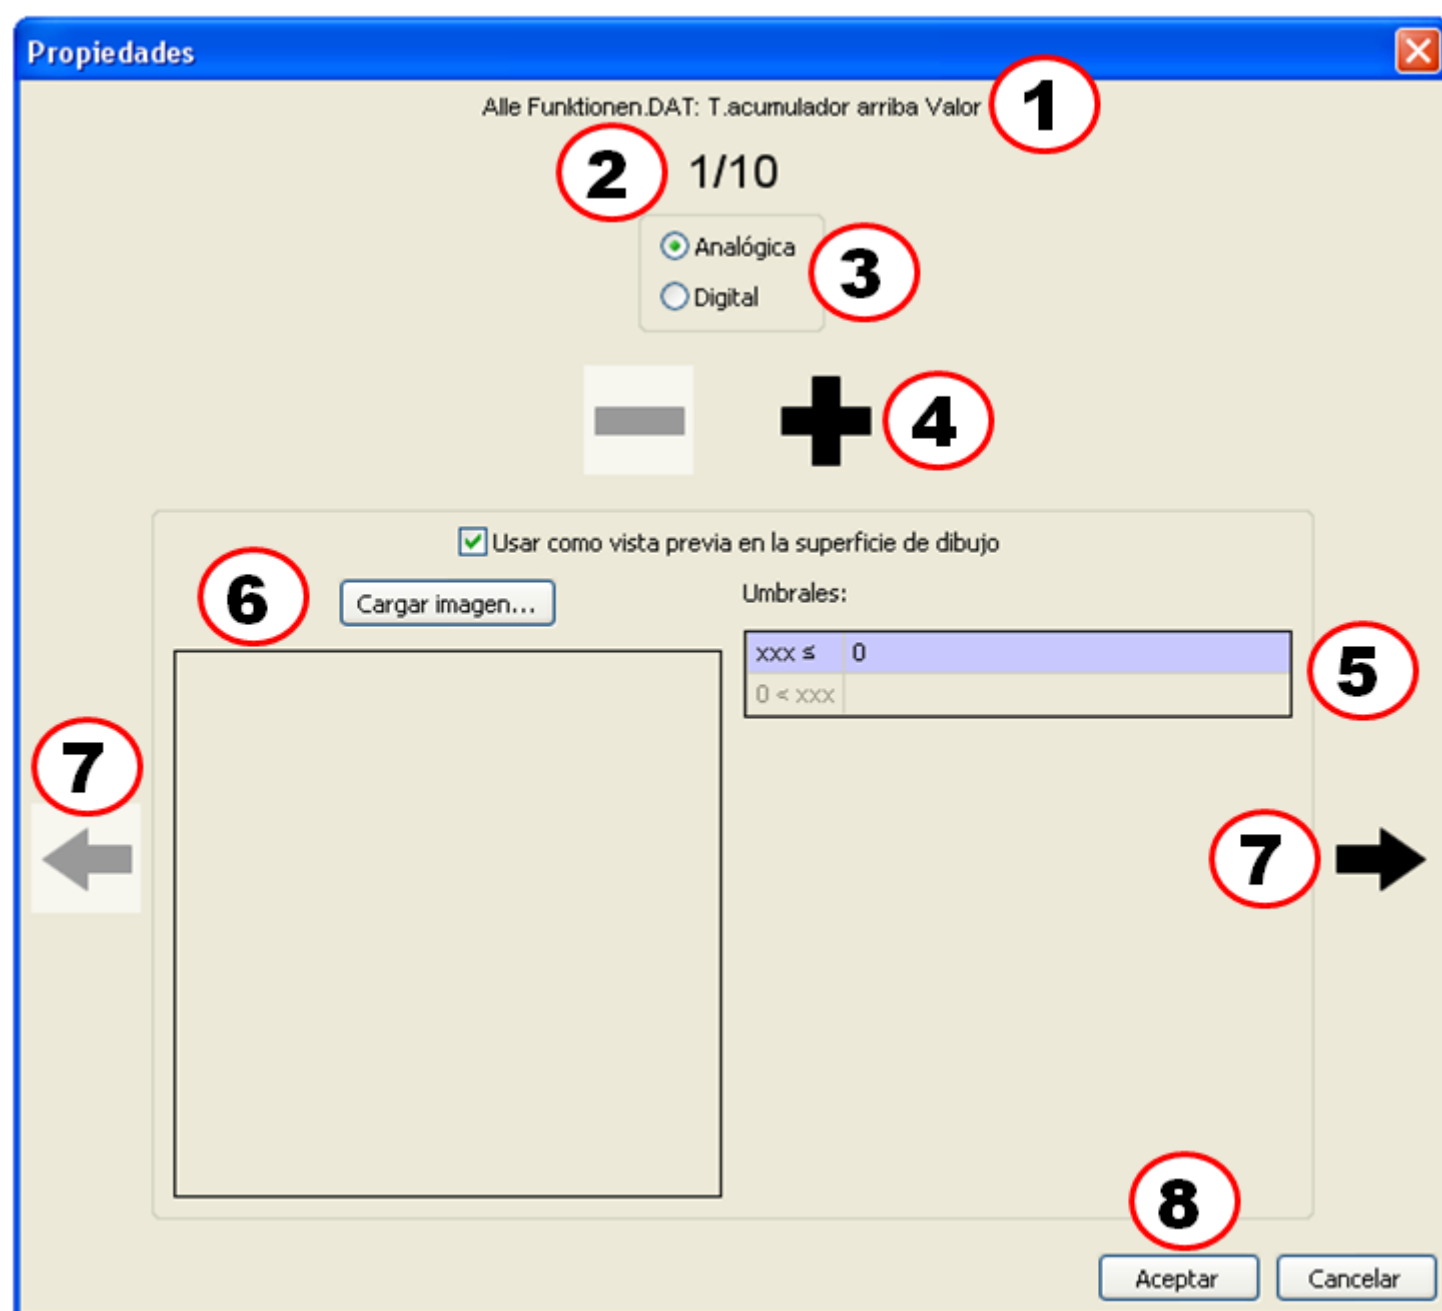 Propiedades
Alle Funktionen.DAT: T.acumulador arriba Valor 1
2 1/10
Analógica
3
Digital
4
Usar como vista previa en la superficie de dibujo
6 Cargar imagen... Umbrales:
xxx ≤ 0
5
0 < xxx
7
7
8
Aceptar Cancelar